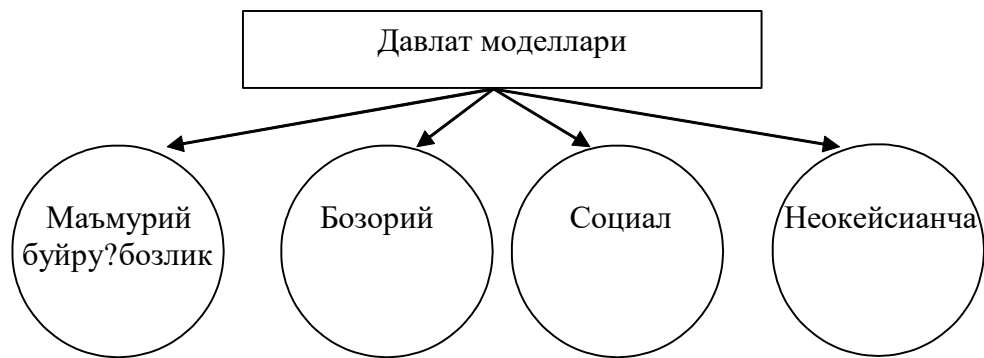 Давлат моделлари
Маъмурий
буйру?бозлик
Бозорий
Социал
Неокейсианча